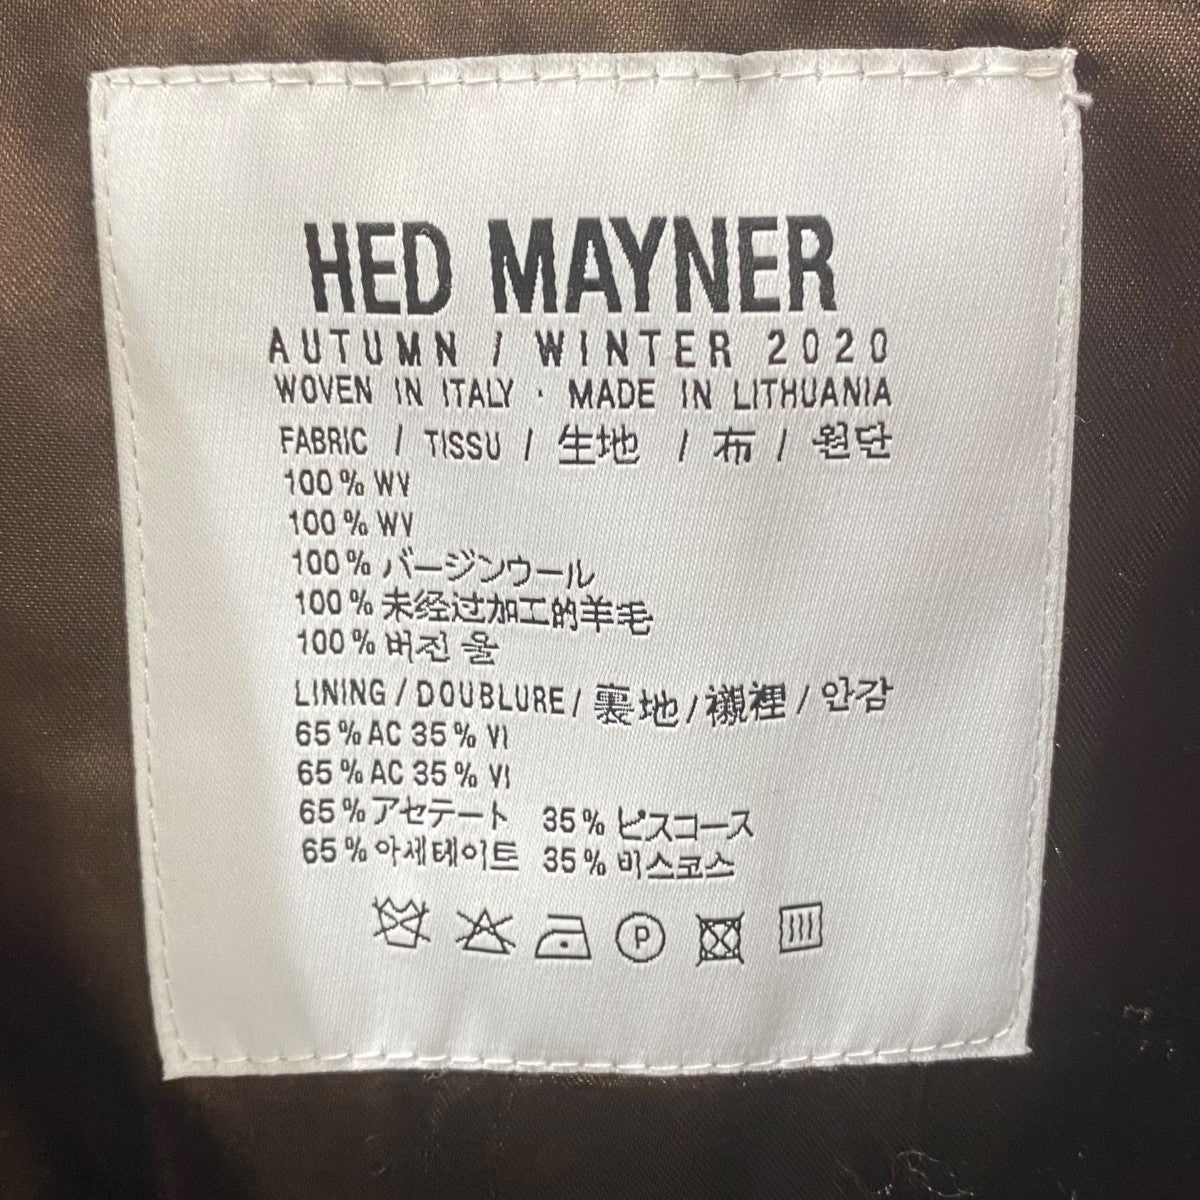 HED MAYNER
AUTUMN / WINTER 2020
WOVEN IN ITALY · MADE IN LITHUANIA
FABRIC / TISSU / 生地 / 布 / 원단
100% WV
100% WV
100% バージンウール
100% 未经过加工的羊毛
100% 버진 울
LINING / DOUBLURE / 裏地 / 襯裡 / 안감
65% AC 35% VI
65% AC 35% VI
65% アセテート 35% ビスコース
65% 아세테이트 35% 비스코스
P